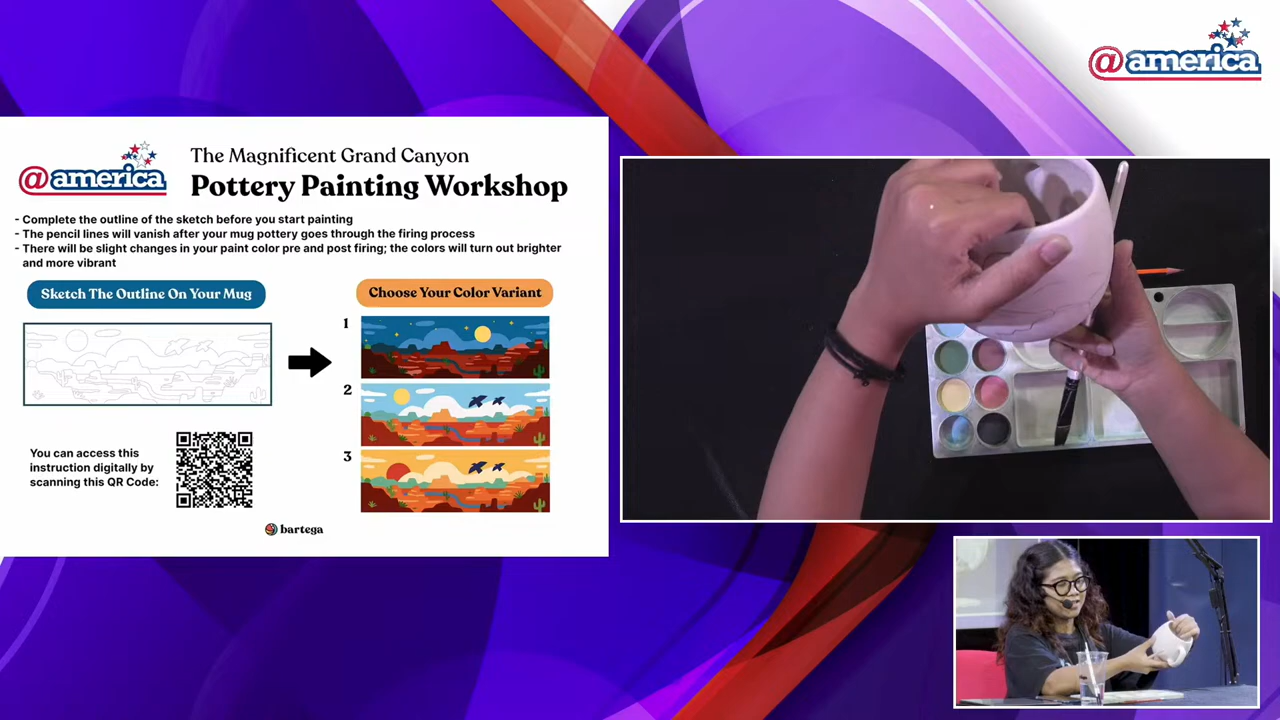 @america
@america
The Magnificent Grand Canyon
Pottery Painting Workshop
- Complete the outline of the sketch before you start painting
- The pencil lines will vanish after your mug pottery goes through the firing process
- There will be slight changes in your paint color pre and post firing; the colors will turn out brighter
and more vibrant
Sketch The Outline On Your Mug
Choose Your Color Variant
1
2
3
You can access this
instruction digitally by
scanning this QR Code:
bartega